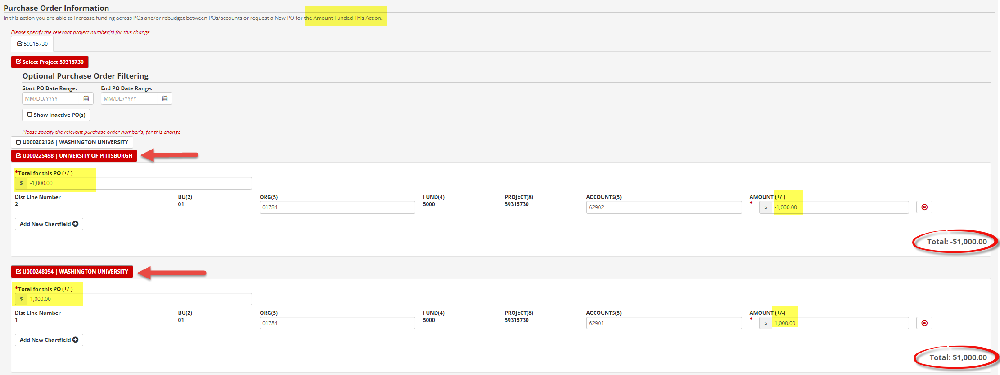 Purchase Order Information
In this action you are able to increase funding across POs and/or rebudget between POs/accounts or request a New PO for the Amount Funded This Action.
Please specify the relevant project number(s) for this change
59315730
Select Project 59315730
Optional Purchase Order Filtering
Start PO Date Range: End PO Date Range:
MM/DD/YYYY MM/DD/YYYY
Show Inactive PO(s)
Please specify the relevant purchase order number(s) for this change
U000202126 | WASHINGTON UNIVERSITY
U000225498 | UNIVERSITY OF PITTSBURGH
*Total for this PO (+/-)
$ -1,000.00
Dist Line Number BU(2) ORG(5) FUND(4) PROJECT(8) ACCOUNTS(5) AMOUNT (+/-)
2 01 01784 5000 59315730 62902 * $ -1,000.00
Add New Chartfield
Total: -$1,000.00
U000248094 | WASHINGTON UNIVERSITY
*Total for this PO (+/-)
$ 1,000.00
Dist Line Number BU(2) ORG(5) FUND(4) PROJECT(8) ACCOUNTS(5) AMOUNT (+/-)
1 01 01784 5000 59315730 62901 * $ 1,000.00
Add New Chartfield
Total: $1,000.00